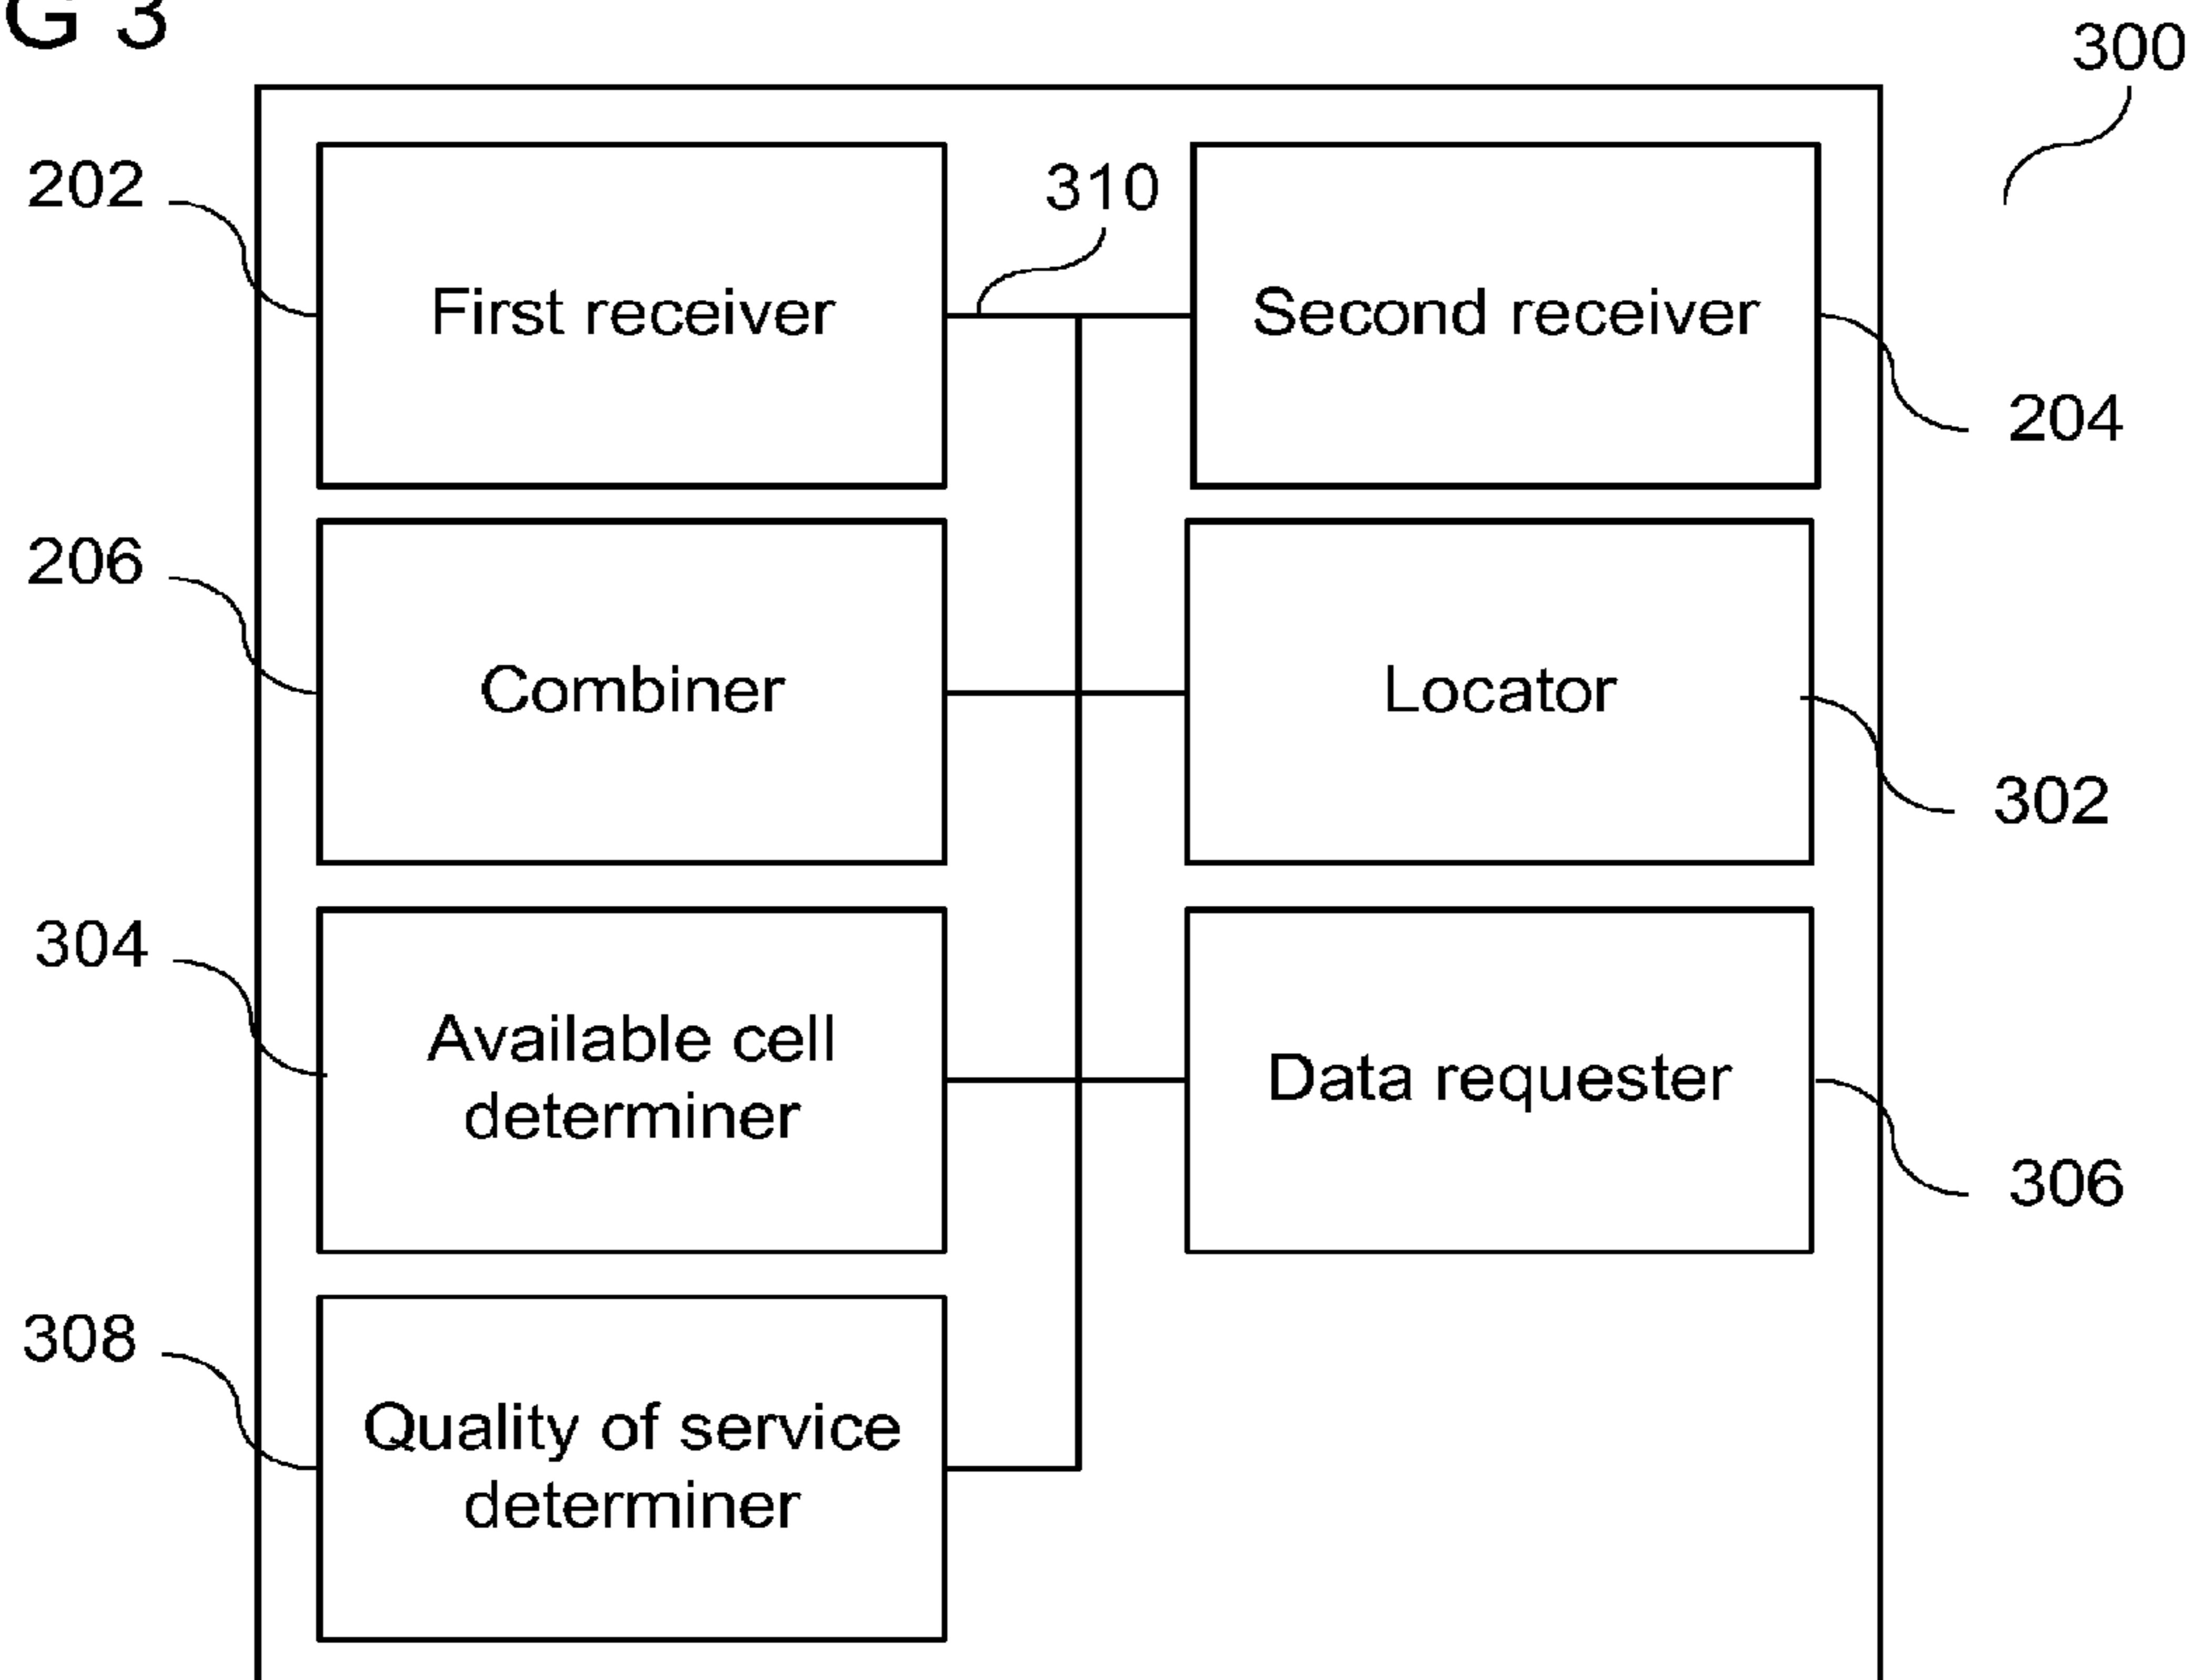 G 3
300
202
310
First receiver
Second receiver
204
206
Combiner
Locator
302
304
Available cell
determiner
Data requester
306
308
Quality of service
determiner